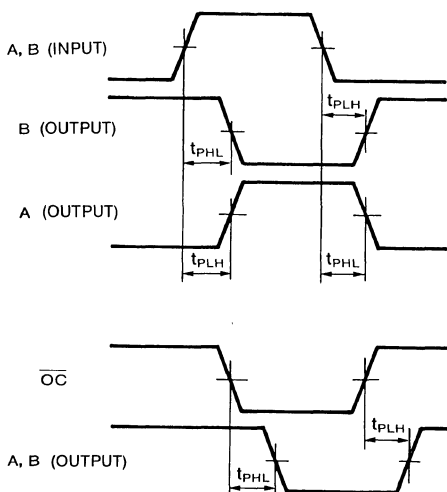 A, B (INPUT)
tPLH
B (OUTPUT)
tPHL
A (OUTPUT)
tPLH
tPHL
OC
tPLH
A, B (OUTPUT)
tPHL